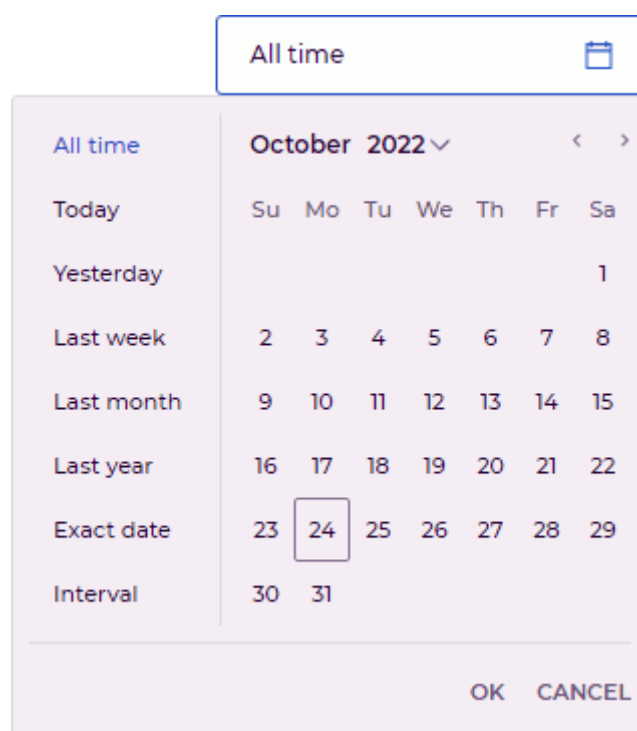 All time
All time
Today
Yesterday
Last week
Last month
Last year
Exact date
Interval
October 2022
Su Mo Tu We Th Fr Sa
1
2 3 4 5 6 7 8
9 10 11 12 13 14 15
16 17 18 19 20 21 22
23 24 25 26 27 28 29
30 31
OK CANCEL